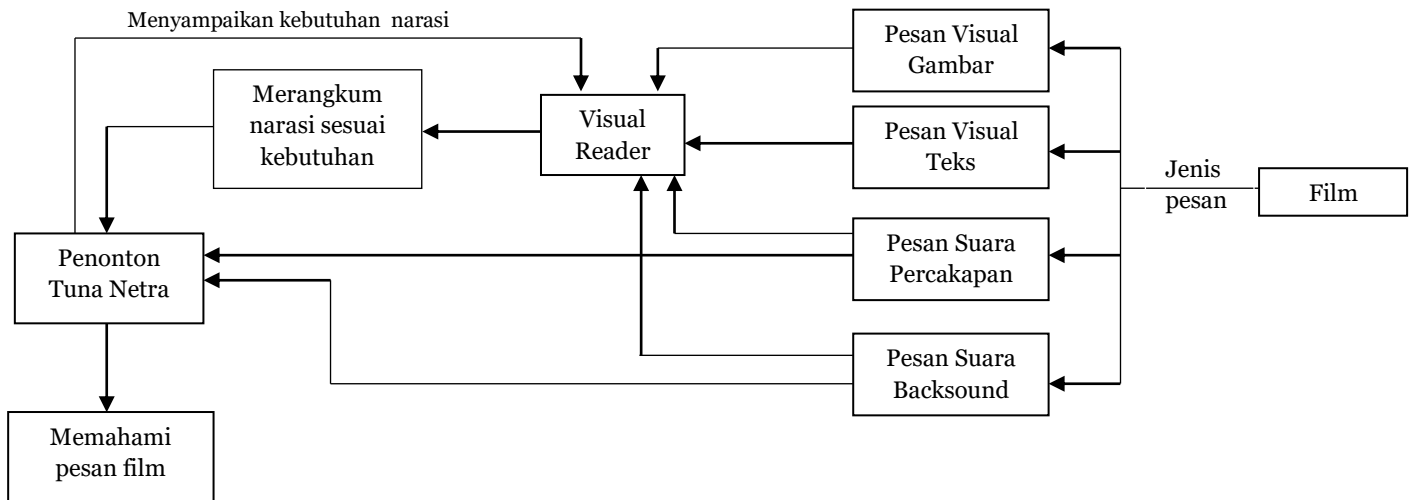 Menyampaikan kebutuhan narasi
Pesan Visual
Gambar
Merangkum
narasi sesuai
kebutuhan
Visual
Reader
Pesan Visual
Teks
Jenis
pesan
Film
Penonton
Tuna Netra
Pesan Suara
Percakapan
Pesan Suara
Backsound
Memahami
pesan film